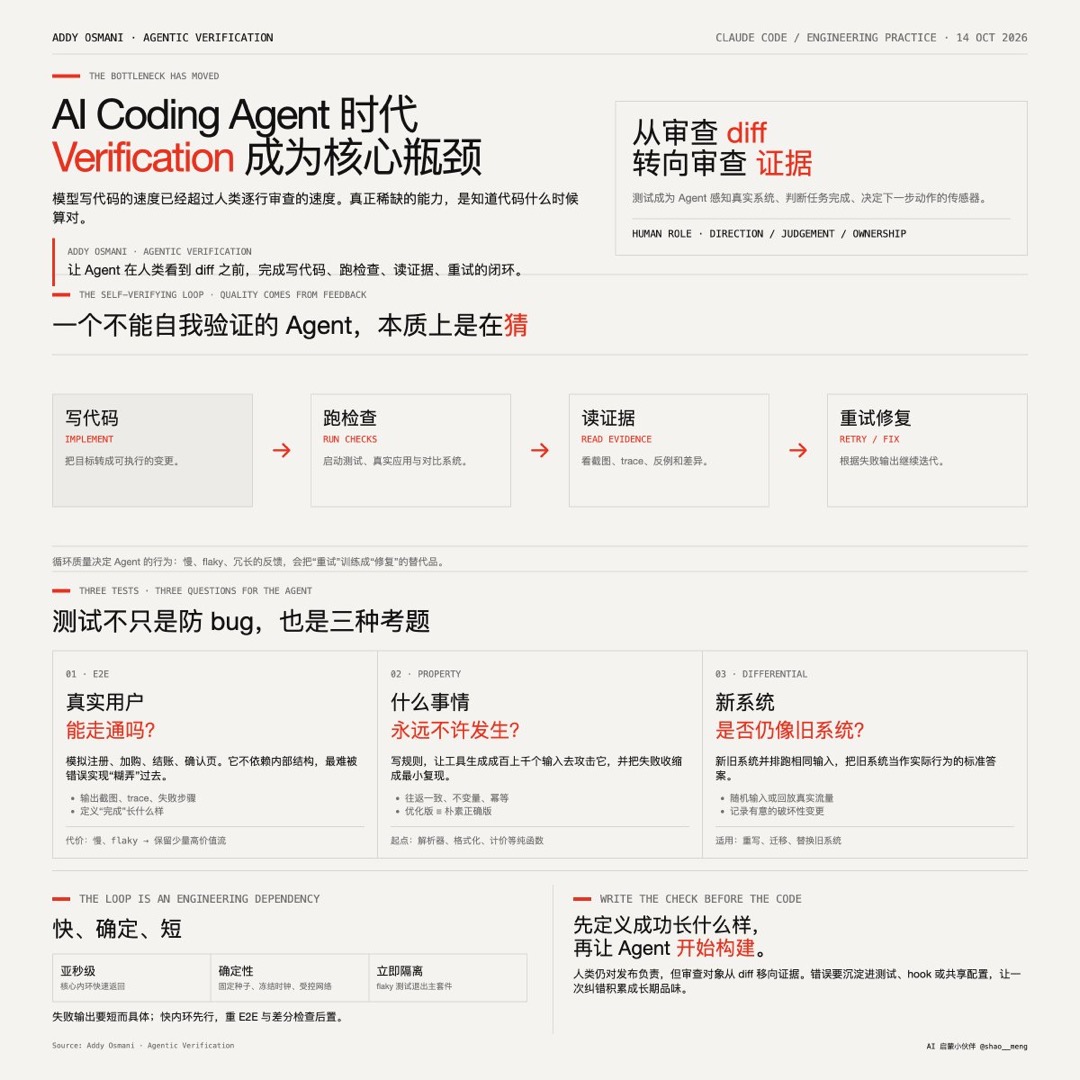 ADDY OSMANI · AGENTIC VERIFICATION
CLAUDE CODE / ENGINEERING PRACTICE · 14 OCT 2026
THE BOTTLENECK HAS MOVED
AI Coding Agent 时代
Verification 成为核心瓶颈
模型写代码的速度已经超过人类逐行审查的速度。真正稀缺的能力，是知道代码什么时候
算对。
ADDY OSMANI · AGENTIC VERIFICATION
让 Agent 在人类看到 diff 之前，完成写代码、跑检查、读证据、重试的闭环。
从审查 diff
转向审查 证据
测试成为 Agent 感知真实系统、判断任务完成、决定下一步动作的传感器。
HUMAN ROLE · DIRECTION / JUDGEMENT / OWNERSHIP
THE SELF-VERIFYING LOOP · QUALITY COMES FROM FEEDBACK
一个不能自我验证的 Agent，本质上是在猜
写代码
IMPLEMENT
把目标转成可执行的变更。
→
跑检查
RUN CHECKS
启动测试、真实应用与对比系统。
→
读证据
READ EVIDENCE
看截图、trace、反例和差异。
→
重试修复
RETRY / FIX
根据失败输出继续迭代。
循环质量决定 Agent 的行为：慢、flaky、冗长的反馈，会把“重试”训练成“修复”的替代品。
THREE TESTS · THREE QUESTIONS FOR THE AGENT
测试不只是防 bug，也是三种考题
01 · E2E
真实用户
能走通吗?
模拟注册、加购、结账、确认页。它不依赖内部结构，最难被
错误实现“糊弄”过去。
• 输出截图、trace、失败步骤
• 定义“完成”长什么样
代价：慢、flaky → 保留少量高价值流
02 · PROPERTY
什么事情
永远不许发生?
写规则，让工具生成成百上千个输入去攻击它，并把失败收缩
成最小复现。
• 往返一致、不变量、幂等
• 优化版 ≡ 朴素正确版
起点：解析器、格式化、计价等纯函数
03 · DIFFERENTIAL
新系统
是否仍像旧系统?
新旧系统并排跑相同输入，把旧系统当作实际行为的标准答
案。
• 随机输入或回放真实流量
• 记录有意的破坏性变更
适用：重写、迁移、替换旧系统
THE LOOP IS AN ENGINEERING DEPENDENCY
快、确定、短
亚秒级
核心内环快速返回
确定性
固定种子、冻结时钟、受控网络
立即隔离
flaky 测试退出主套件
失败输出要短而具体；快内环先行，重 E2E 与差分检查后置。
WRITE THE CHECK BEFORE THE CODE
先定义成功长什么样，
再让 Agent 开始构建。
人类仍对发布负责，但审查对象从 diff 移向证据。错误要沉淀进测试、hook 或共享配置，让一
次纠错积累成长期品味。
Source: Addy Osmani · Agentic Verification
AI 启蒙小伙伴 @shao__meng